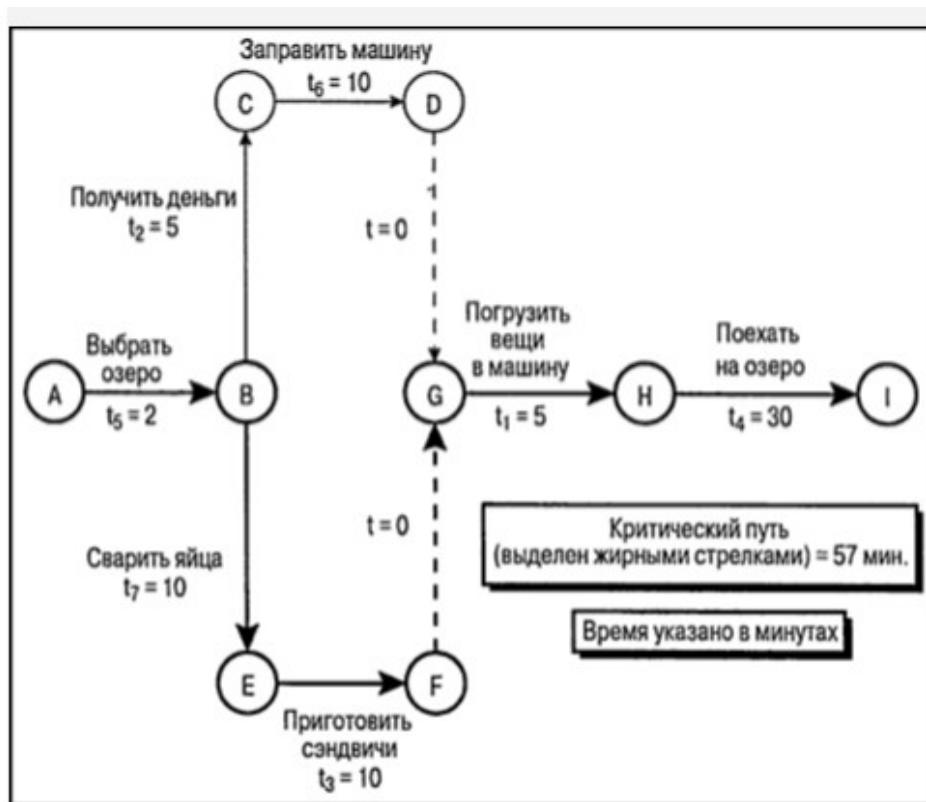 Заправить машину
t6 = 10
C
D
Получить деньги
t2 = 5
t = 0
Выбрать
озеро
A
t5 = 2
B
G
Погрузить
вещи
в машину
t1 = 5
H
Поехать
на озеро
t4 = 30
I
t = 0
Сварить яйца
t7 = 10
Критический путь
(выделен жирными стрелками) = 57 мин.
Время указано в минутах
E
F
Приготовить
сэндвичи
t3 = 10